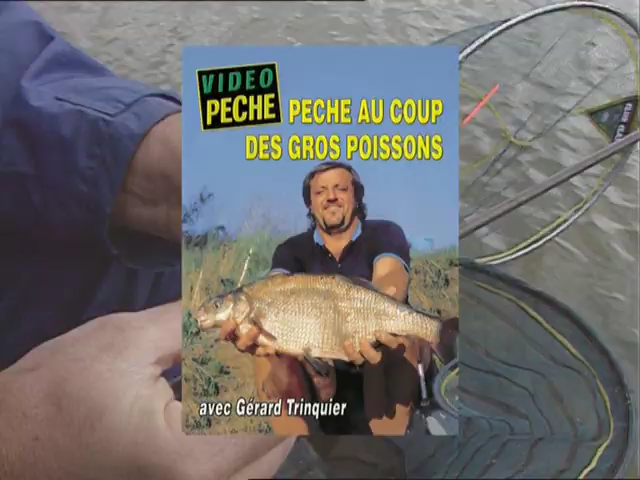 VIDEO
PECHE
PECHE AU COUP
DES GROS POISSONS
avec Gérard Trinquier